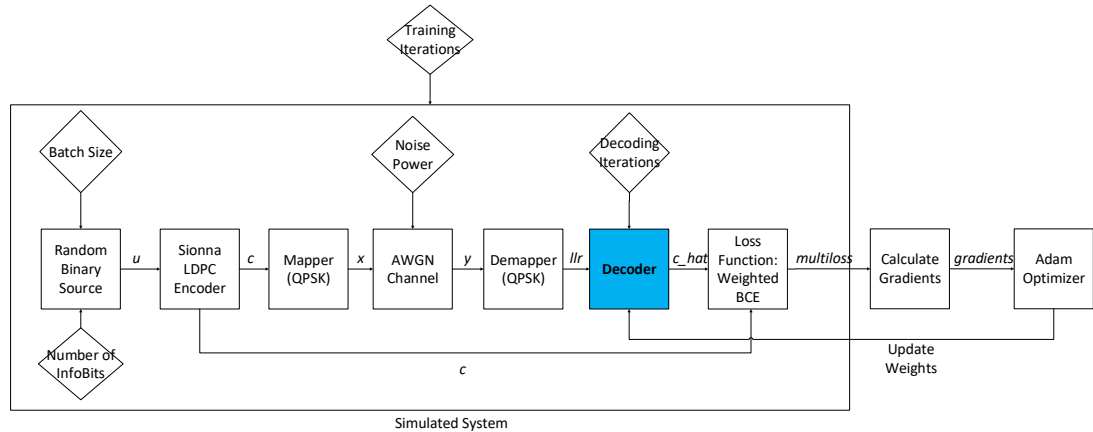 Training
Iterations
Batch Size
Noise
Power
Decoding
Iterations
Random
Binary
Source
u
Sionna
LDPC
Encoder
c
Mapper
(QPSK)
x
AWGN
Channel
y
Demapper
(QPSK)
llr
Decoder
c_hat
Loss
Function:
Weighted
BCE
multiloss
Calculate
Gradients
gradients
Adam
Optimizer
Number of
InfoBits
c
Update
Weights
Simulated System